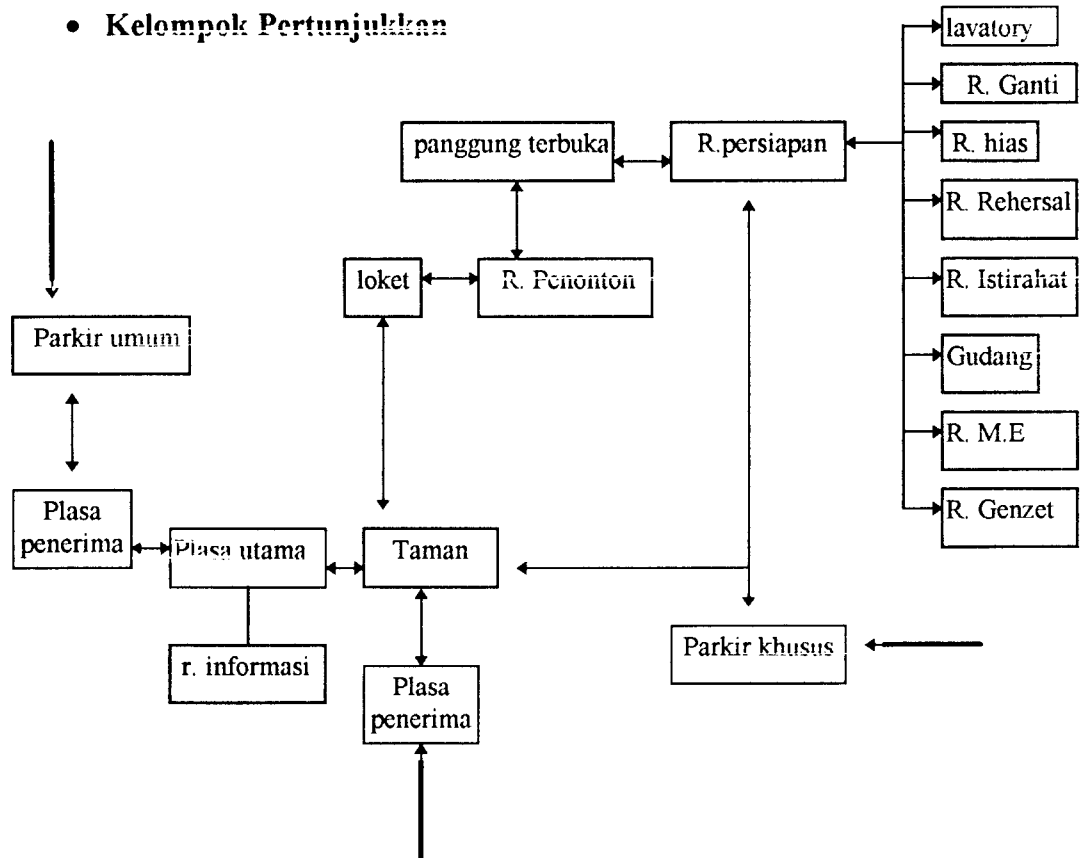 • Kelompok Pertunjukkan
lavatory
R. Ganti
R. hias
R. Rehersal
R. Istirahat
Gudang
R. M.E
R. Genzet
panggung terbuka
R.persiapan
loket
R. Penonton
Parkir umum
Plasa
penerima
Plasa utama
Taman
r. informasi
Plasa
penerima
Parkir khusus